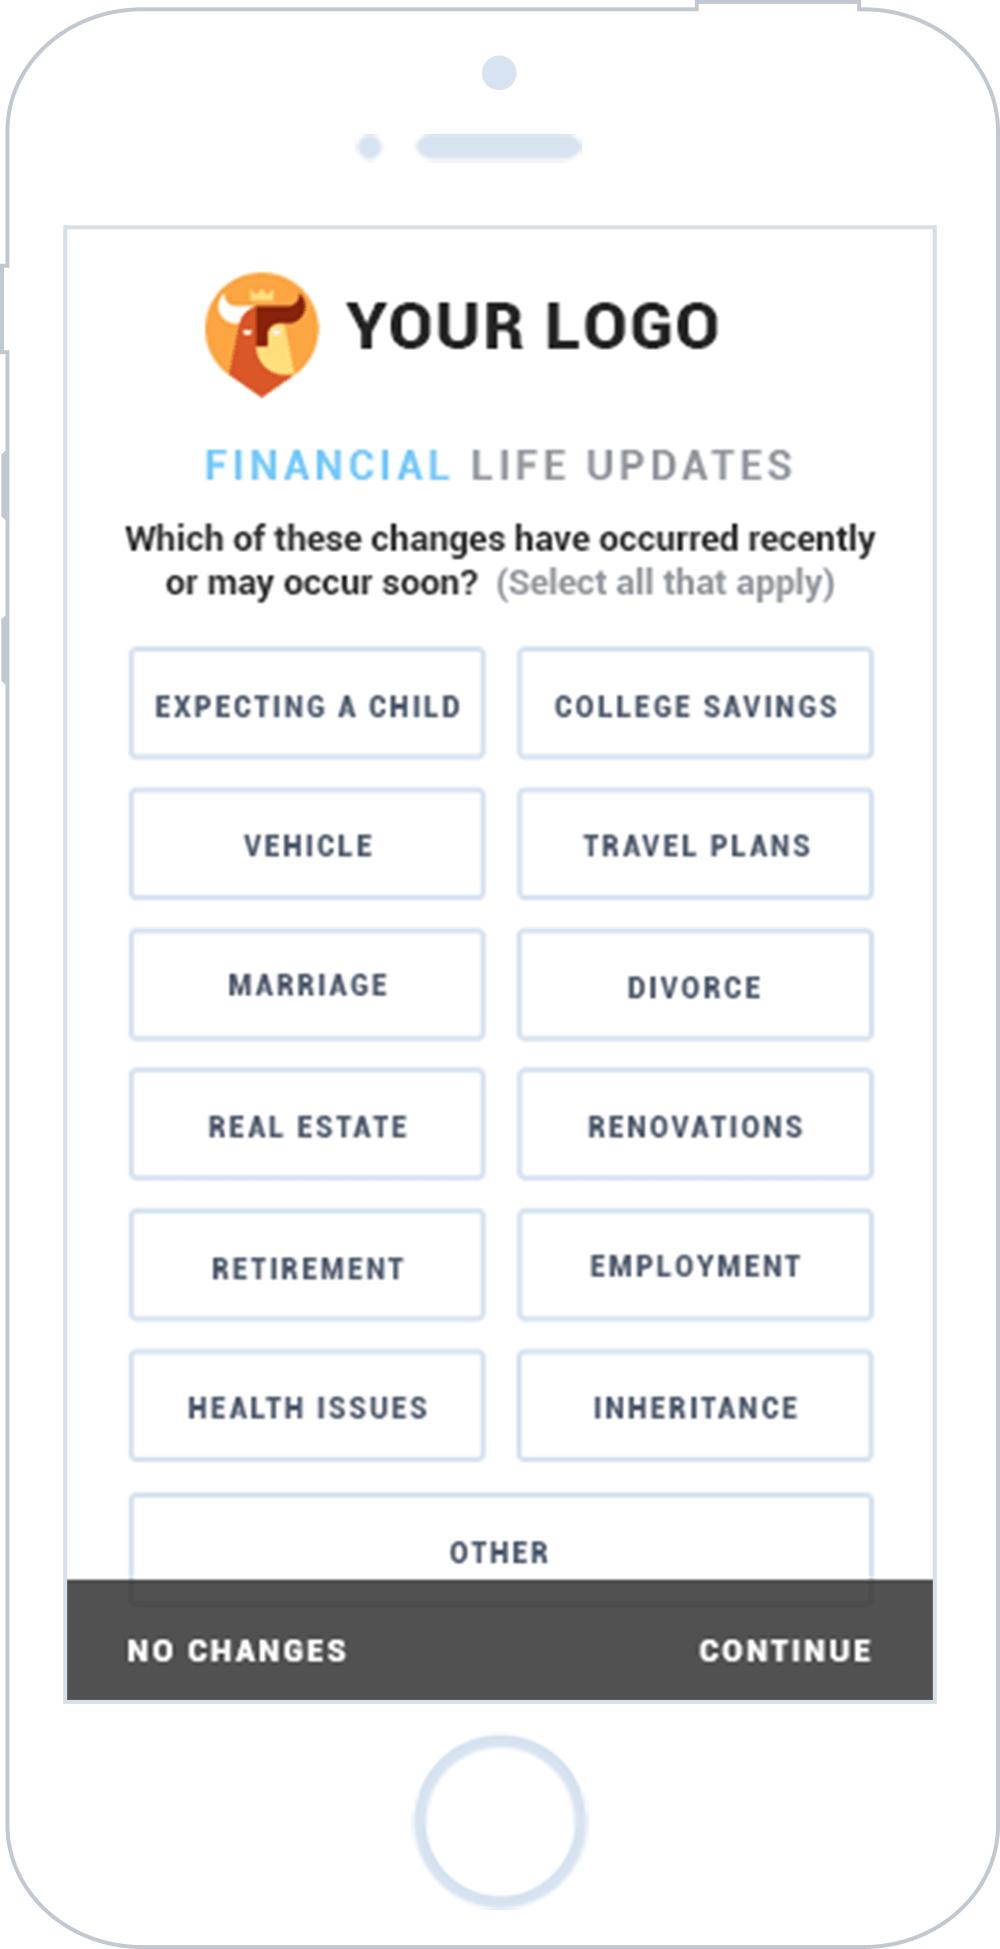 YOUR LOGO
FINANCIAL LIFE UPDATES
Which of these changes have occurred recently
or may occur soon? (Select all that apply)
EXPECTING A CHILD
COLLEGE SAVINGS
VEHICLE
TRAVEL PLANS
MARRIAGE
DIVORCE
REAL ESTATE
RENOVATIONS
RETIREMENT
EMPLOYMENT
HEALTH ISSUES
INHERITANCE
OTHER
NO CHANGES
CONTINUE